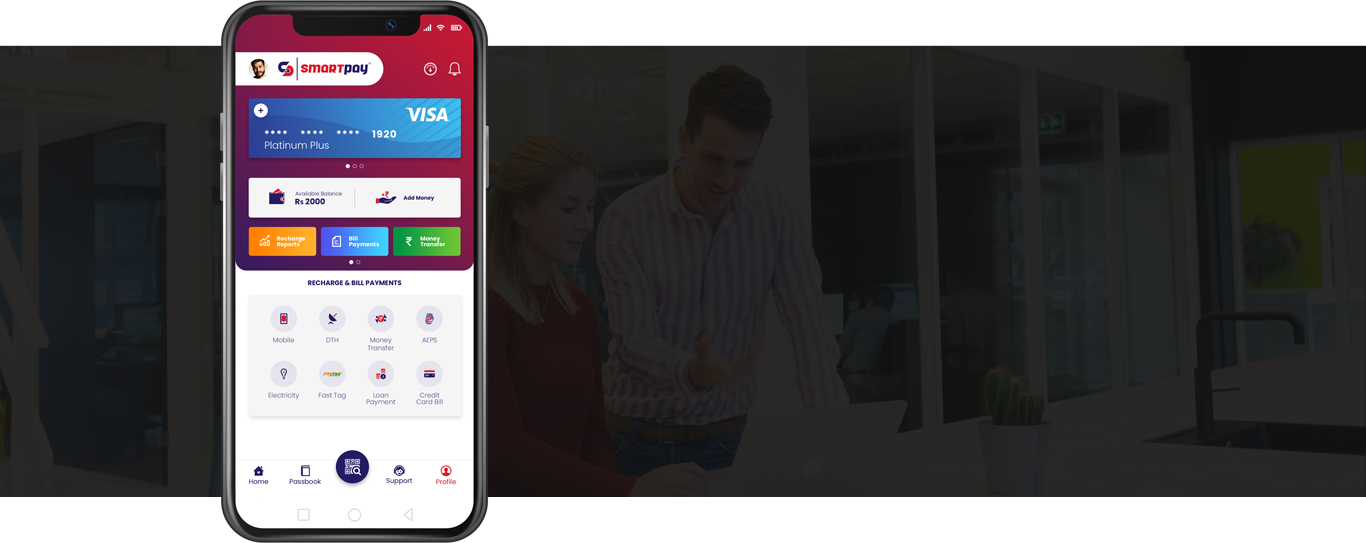 SMARTPAY
VISA
**** **** **** 1920
Platinum Plus
Available Balance
Rs 2000
Add Money
Recharge
Reports
Bill
Payments
Money
Transfer
RECHARGE & BILL PAYMENTS
Mobile
DTH
Money
Transfer
AEPS
Electricity
Fast Tag
Loan
Payment
Credit
Card Bill
Home
Passbook
Support
Profile